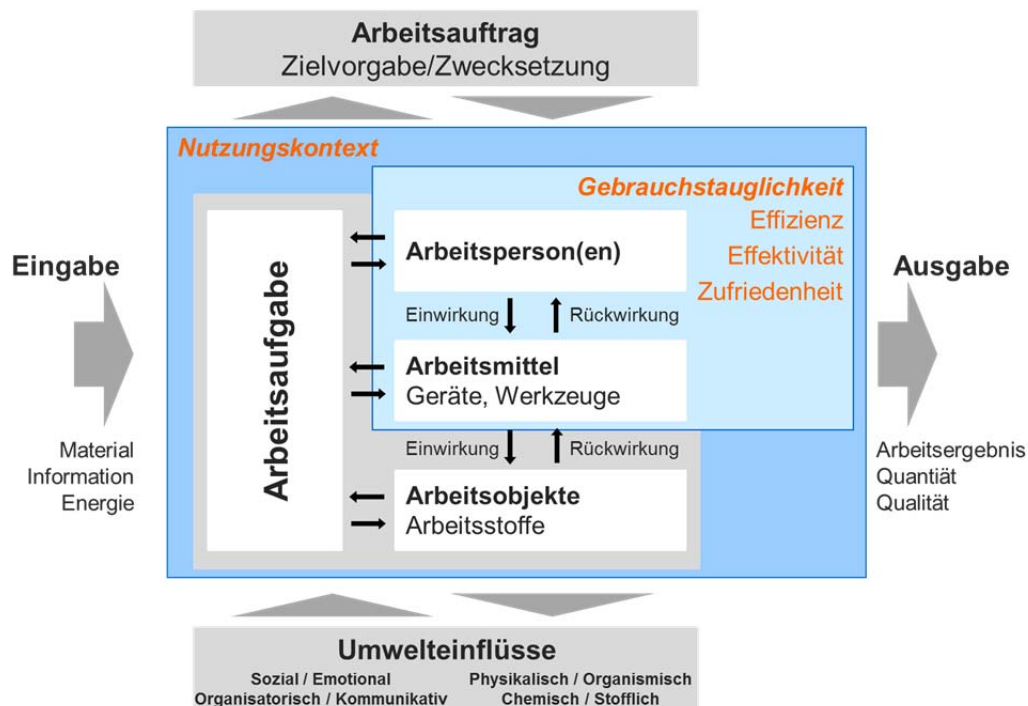 Arbeitsauftrag
Zielvorgabe/Zwecksetzung
Nutzungskontext
Gebrauchstauglichkeit
Effizienz
Effektivität
Zufriedenheit
Eingabe
Material
Information
Energie
Arbeitsaufgabe
Arbeitsperson(en)
Einwirkung
Rückwirkung
Arbeitsmittel
Geräte, Werkzeuge
Einwirkung
Rückwirkung
Arbeitsobjekte
Arbeitsstoffe
Ausgabe
Arbeitsergebnis
Quantiät
Qualität
Umwelteinflüsse
Sozial / Emotional
Organisatorisch / Kommunikativ
Physikalisch / Organismisch
Chemisch / Stofflich